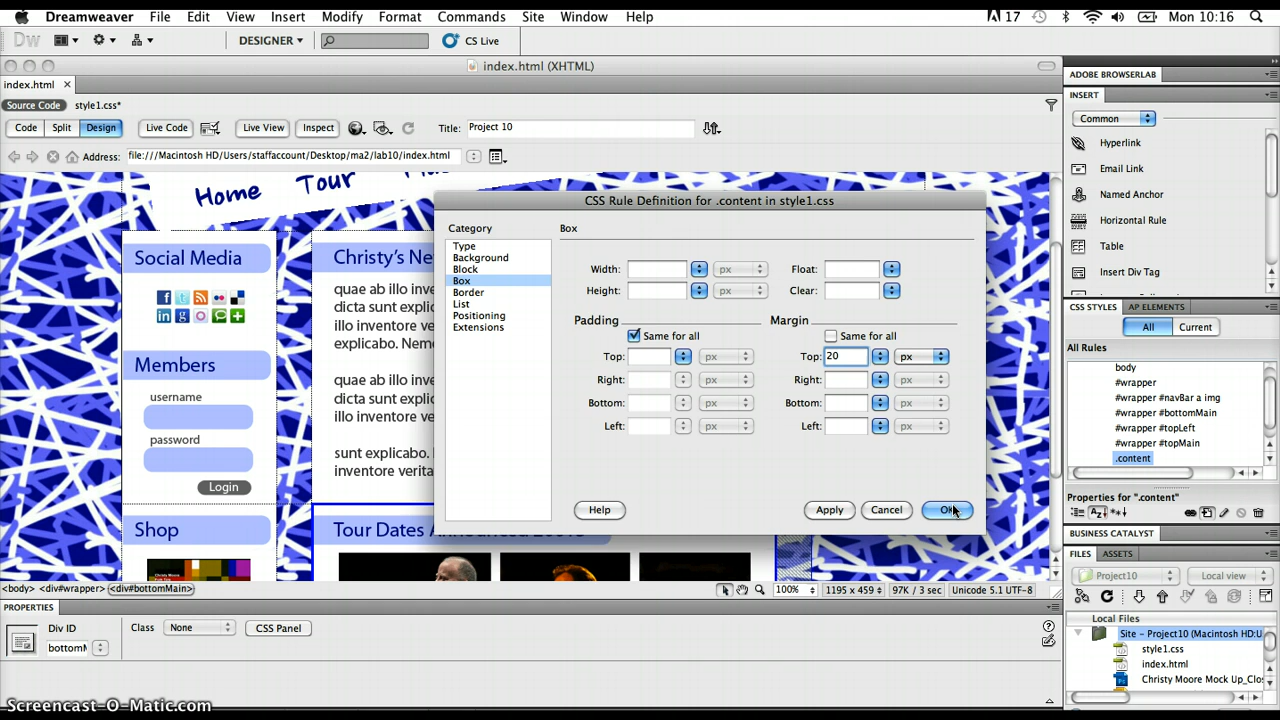 Dreamweaver File Edit View Insert Modify Format Commands Site Window Help 17 Mon 10:16
Dw DESIGNER CS Live
index.html (XHTML)
index.html
Source Code style1.css*
Code Split Design Live Code Live View Inspect Title: Project 10
Address: file:///Macintosh HD/Users/staffaccount/Desktop/ma2/lab10/index.html
Home Tour
Social Media
Members
username
password
Login
Shop
Christy's Ne
quae ab illo inve
dicta sunt explic
illo inventore ver
explicabo. Nem
quae ab illo inve
dicta sunt explic
illo inventore ver
sunt explicabo.
inventore verita
Tour Dates Announced
CSS Rule Definition for .content in style1.css
Category
Type
Background
Block
Box
Border
List
Positioning
Extensions
Box
Width: px Float:
Height: px Clear:
Padding Margin
Same for all Same for all
Top: px Top: 20 px
Right: px Right: px
Bottom: px Bottom: px
Left: px Left: px
Help Apply Cancel OK
ADOBE BROWSERLAB
INSERT
Common
Hyperlink
Email Link
Named Anchor
Horizontal Rule
Table
Insert Div Tag
CSS STYLES AP ELEMENTS
All Current
All Rules
body
#wrapper
#wrapper #navBar a img
#wrapper #bottomMain
#wrapper #topLeft
#wrapper #topMain
.content
Properties for ".content"
BUSINESS CATALYST
FILES ASSETS
Project10 Local view
Local Files
Site - Project10 (Macintosh HD:U
style1.css
index.html
Christy Moore Mock Up_Clos
<body> <div#wrapper> <div#bottomMain> 100% 1195 x 459 97K / 3 sec Unicode 5.1 UTF-8
PROPERTIES
Div ID Class None CSS Panel
bottomM
Screencast-O-Matic.com